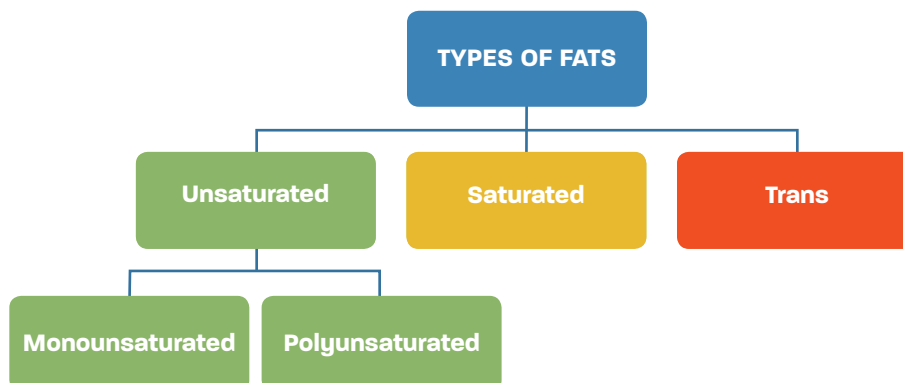 TYPES OF FATS
Unsaturated
Saturated
Trans
Monounsaturated
Polyunsaturated